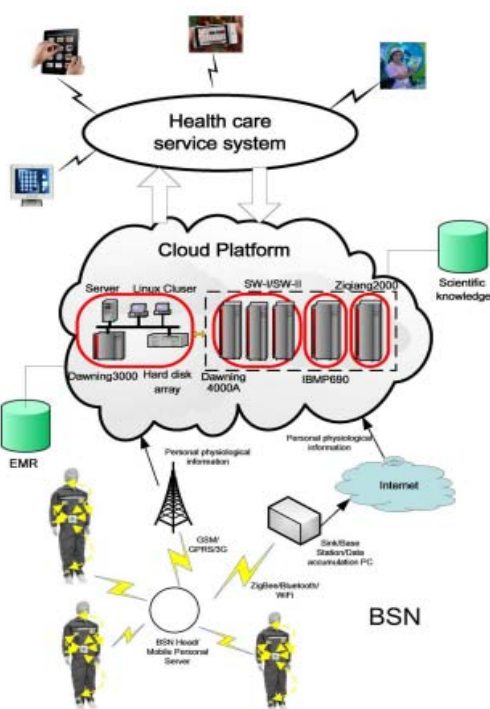 Health care
service system
Cloud Platform
Server
Linux Cluser
SW-I/SW-II
Ziqiang2000
Scientific
knowledge
Dawning3000
Hard disk
array
Dawning
4000A
IBMP690
EMR
Personal physiological
information
Personal physiological
information
Internet
GSM/
GPRS/3G
Sink/Base
Station/Data
accumulation PC
ZigBee/Bluetooth/
WiFi
BSN
BSN Head/
Mobile Personal
Server